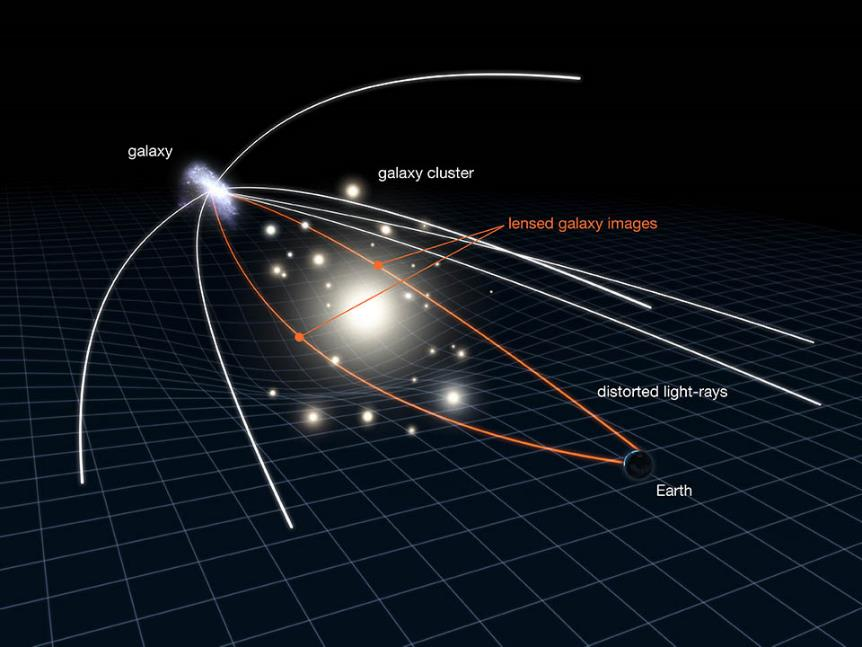 galaxy
galaxy cluster
lensed galaxy images
distorted light-rays
Earth